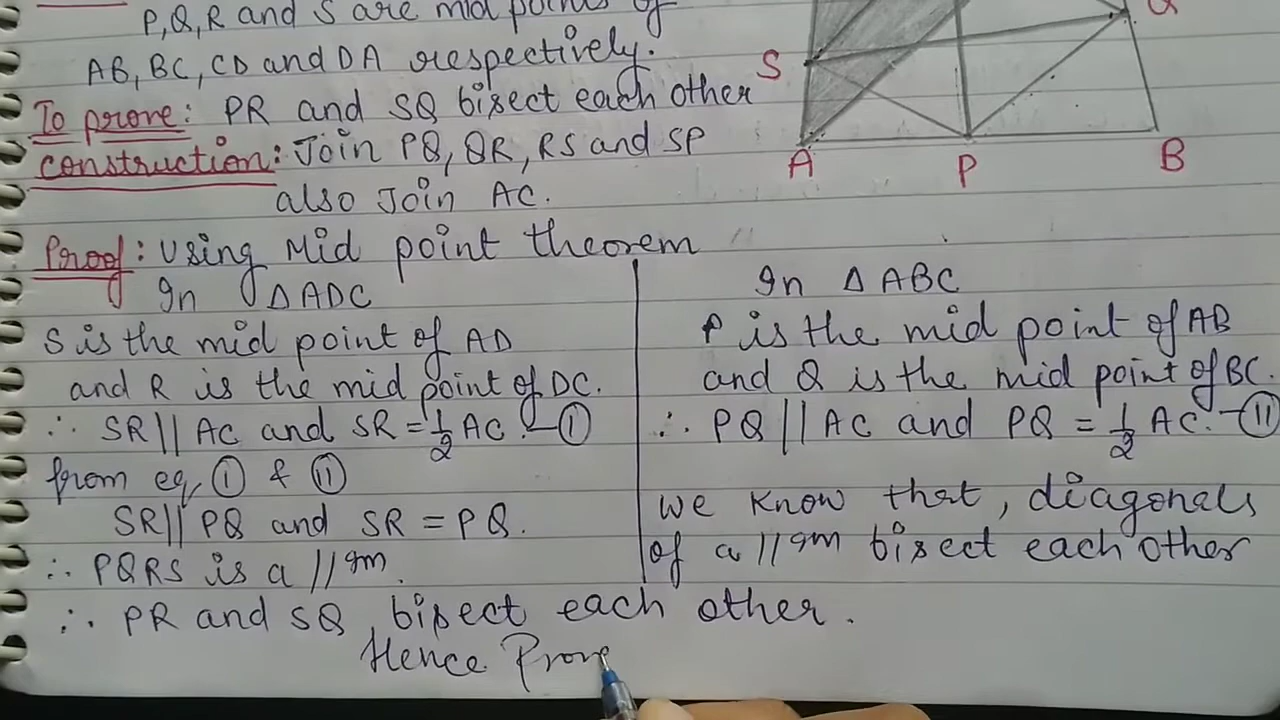 P, Q, R and S are mid points of
AB, BC, CD and DA respectively.
To prove: PR and SQ bisect each other
construction: Join PQ, QR, RS and SP
also Join AC.
Q
S
A
P
B
Proof: Using Mid point theorem
In ΔADC
S is the mid point of AD
and R is the mid point of DC.
∴ SR || AC and SR = 1/2 AC. – Ⓘ
from eq, Ⓘ & ⅠⅠ
SR || PQ and SR = PQ.
∴ PQRS is a //gm.
In ΔABC
P is the mid point of AB
and Q is the mid point of BC.
∴ PQ || AC and PQ = 1/2 AC. – ⅠⅠ
we know that, diagonals
of a //gm bisect each other
∴ PR and SQ bisect each other.
Hence Prove